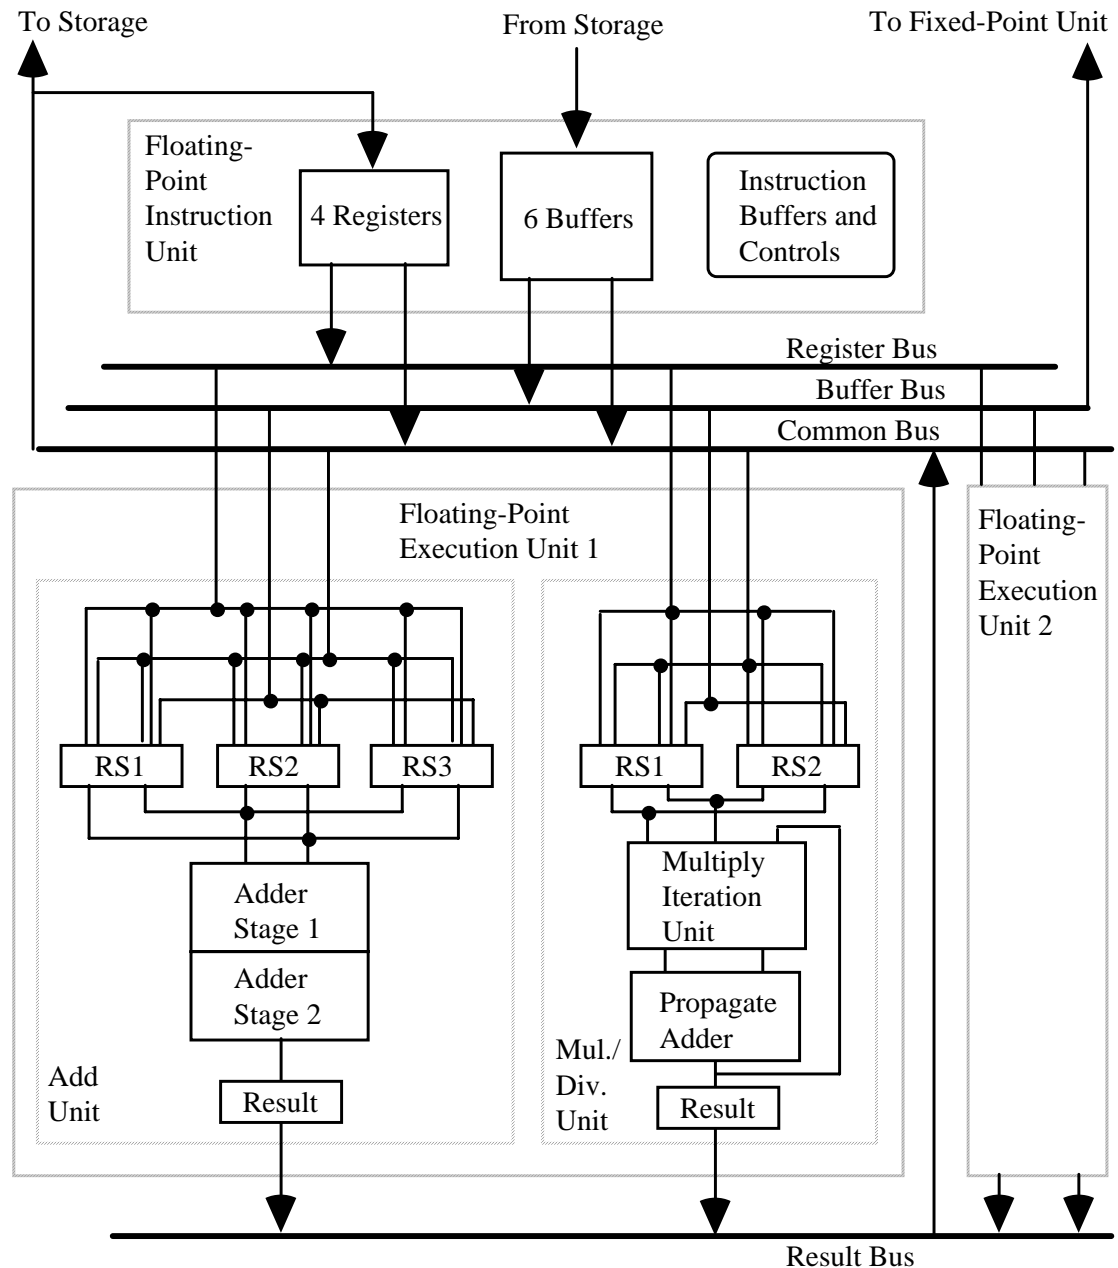 To Storage
From Storage
To Fixed-Point Unit
Floating-
Point
Instruction
Unit
4 Registers
6 Buffers
Instruction
Buffers and
Controls
Register Bus
Buffer Bus
Common Bus
Floating-Point
Execution Unit 1
Floating-
Point
Execution
Unit 2
RS1
RS2
RS3
RS1
RS2
Adder
Stage 1
Adder
Stage 2
Multiply
Iteration
Unit
Propagate
Adder
Add
Unit
Result
Mul./
Div.
Unit
Result
Result Bus